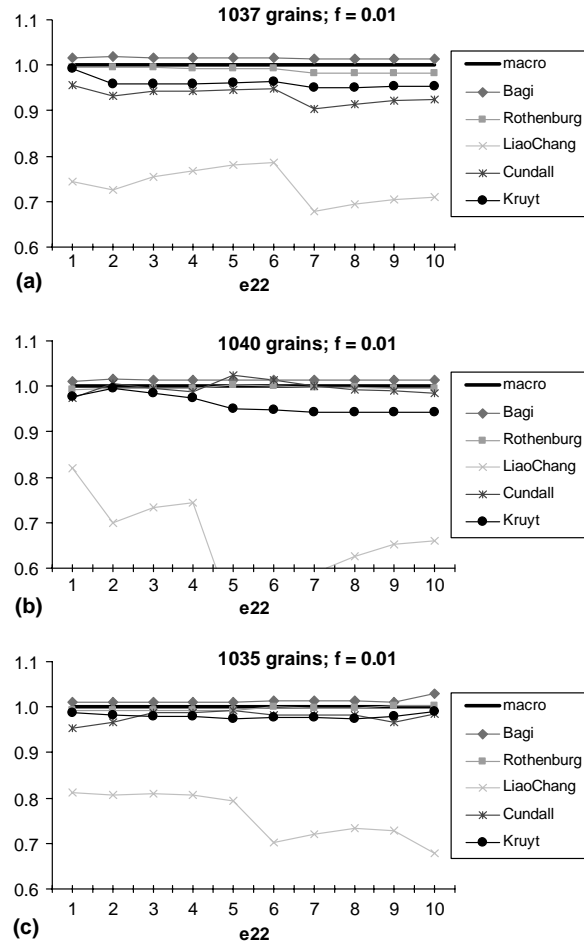 1037 grains; f = 0.01
1.1
1.0
0.9
0.8
0.7
0.6
1 2 3 4 5 6 7 8 9 10
e22
(a)
macro
Bagi
Rothenburg
LiaoChang
Cundall
Kruyt
1040 grains; f = 0.01
1.1
1.0
0.9
0.8
0.7
0.6
1 2 3 4 5 6 7 8 9 10
e22
(b)
macro
Bagi
Rothenburg
LiaoChang
Cundall
Kruyt
1035 grains; f = 0.01
1.1
1.0
0.9
0.8
0.7
0.6
1 2 3 4 5 6 7 8 9 10
e22
(c)
macro
Bagi
Rothenburg
LiaoChang
Cundall
Kruyt